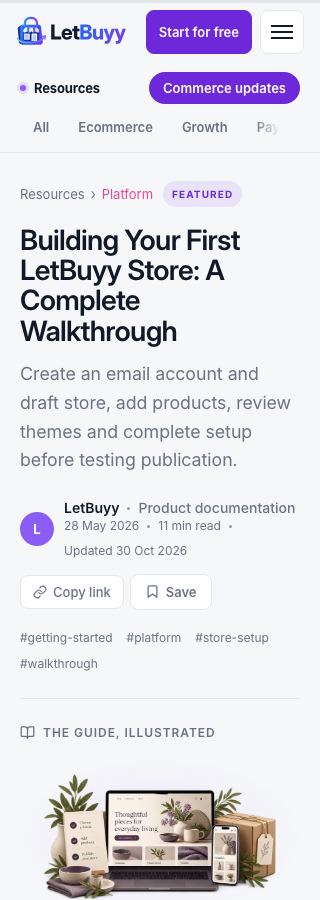 LetBuyy
Start for free
Resources
Commerce updates
All Ecommerce Growth Pay
Resources › Platform FEATURED
Building Your First
LetBuyy Store: A
Complete
Walkthrough
Create an email account and
draft store, add products, review
themes and complete setup
before testing publication.
L
LetBuyy • Product documentation
28 May 2026 • 11 min read •
Updated 30 Oct 2026
Copy link
Save
#getting-started #platform #store-setup
#walkthrough
THE GUIDE, ILLUSTRATED
Thoughtful
pieces for
everyday living